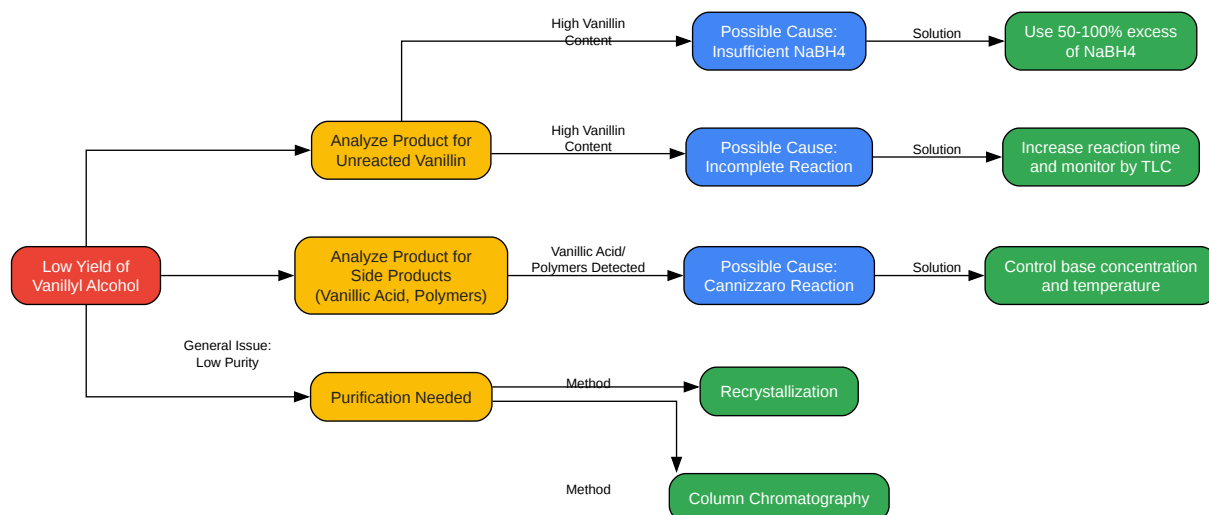 High Vanillin
Content
Possible Cause:
Insufficient NaBH4
Solution
Use 50-100% excess
of NaBH4
Analyze Product for
Unreacted Vanillin
High Vanillin
Content
Possible Cause:
Incomplete Reaction
Solution
Increase reaction time
and monitor by TLC
Low Yield of
Vanillyl Alcohol
Analyze Product for
Side Products
(Vanillic Acid, Polymers)
Vanillic Acid/
Polymers Detected
Possible Cause:
Cannizzaro Reaction
Solution
Control base concentration
and temperature
General Issue:
Low Purity
Purification Needed
Method
Recrystallization
Method
Column Chromatography